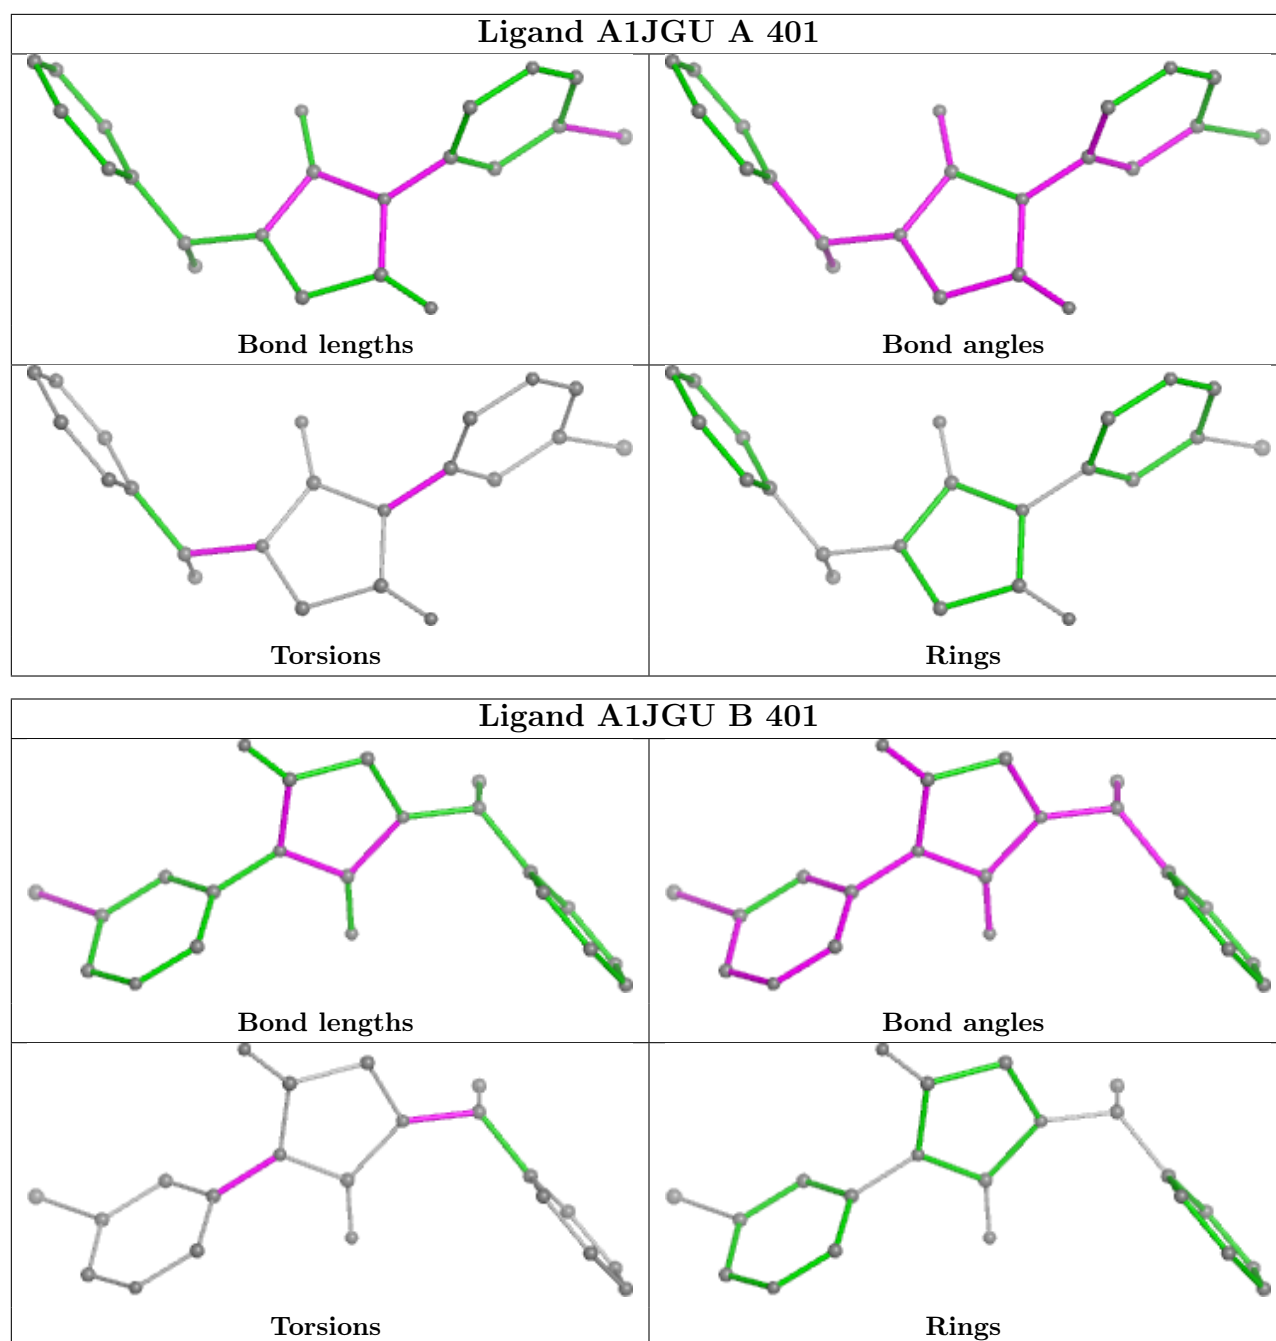 Ligand A1JGU A 401
Bond lengths
Bond angles
Torsions
Rings
Ligand A1JGU B 401
Bond lengths
Bond angles
Torsions
Rings